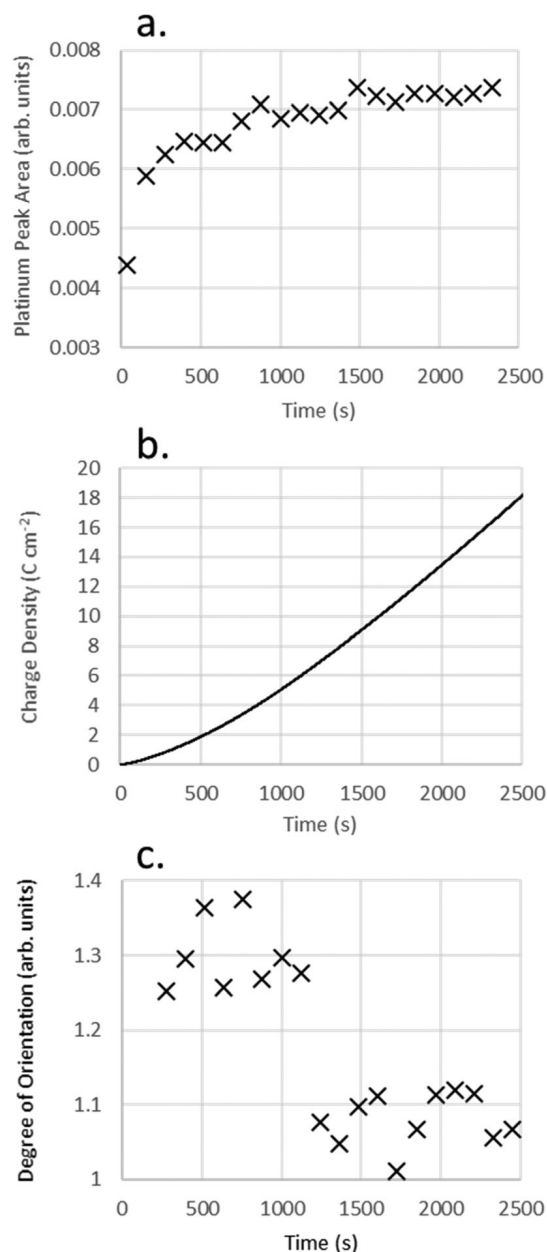 a.
Platinum Peak Area (arb. units)
0.008
0.007
0.006
0.005
0.004
0.003
0 500 1000 1500 2000 2500
Time (s)
b.
Charge Density (C cm⁻²)
20
18
16
14
12
10
8
6
4
2
0
0 500 1000 1500 2000 2500
Time (s)
c.
Degree of Orientation (arb. units)
1.4
1.3
1.2
1.1
1
0 500 1000 1500 2000 2500
Time (s)